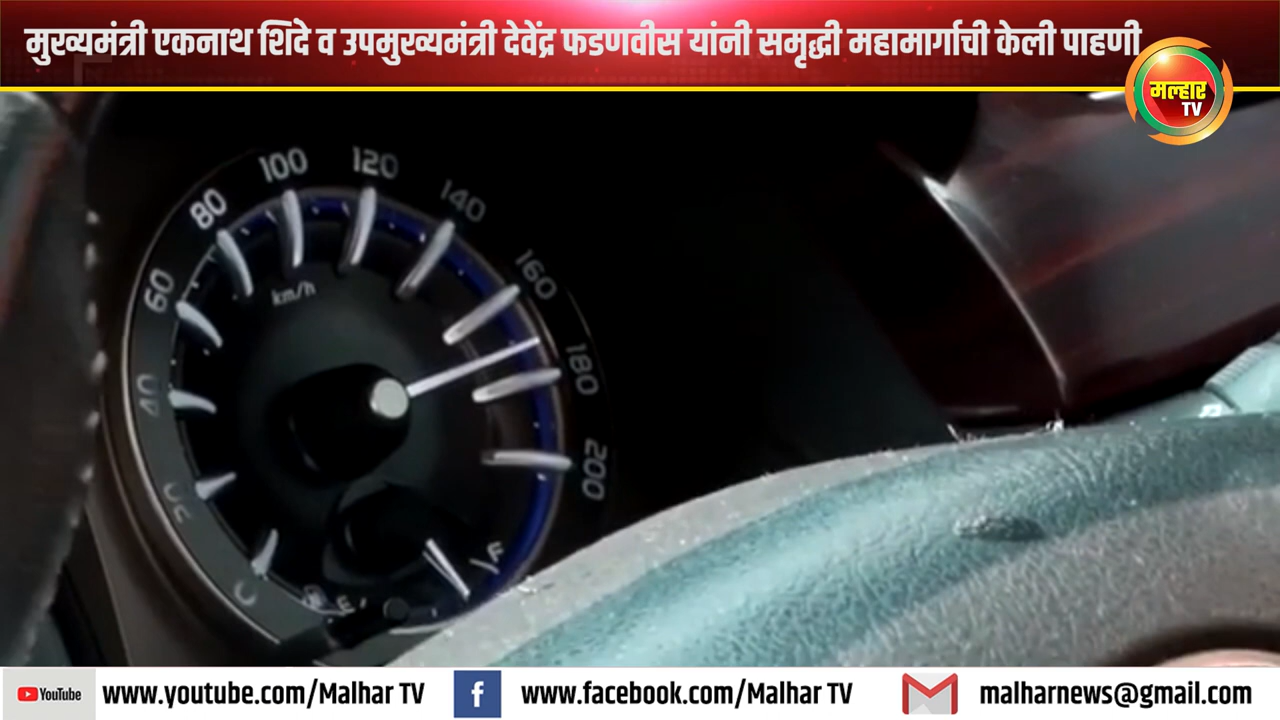 मुख्यमंत्री एकनाथ शिंदे व उपमुख्यमंत्री देवेंद्र फडणवीस यांनी समृद्धी महामार्गाची केली पाहणी
मल्हार
TV
100
120
80
140
km/h
160
60
180
40
200
F
E
YouTube
www.youtube.com/Malhar TV
f
www.facebook.com/Malhar TV
malharnews@gmail.com